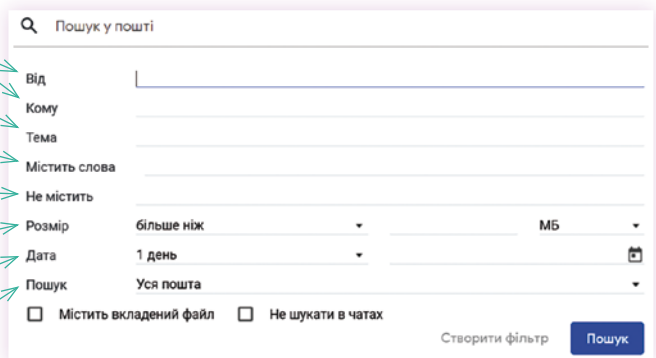 Пошук у пошті
Від
Кому
Тема
Містить слова
Не містить
Розмір більше ніж МБ
Дата 1 день
Пошук Уся пошта
Містить вкладений файл Не шукати в чатах
Створити фільтр Пошук